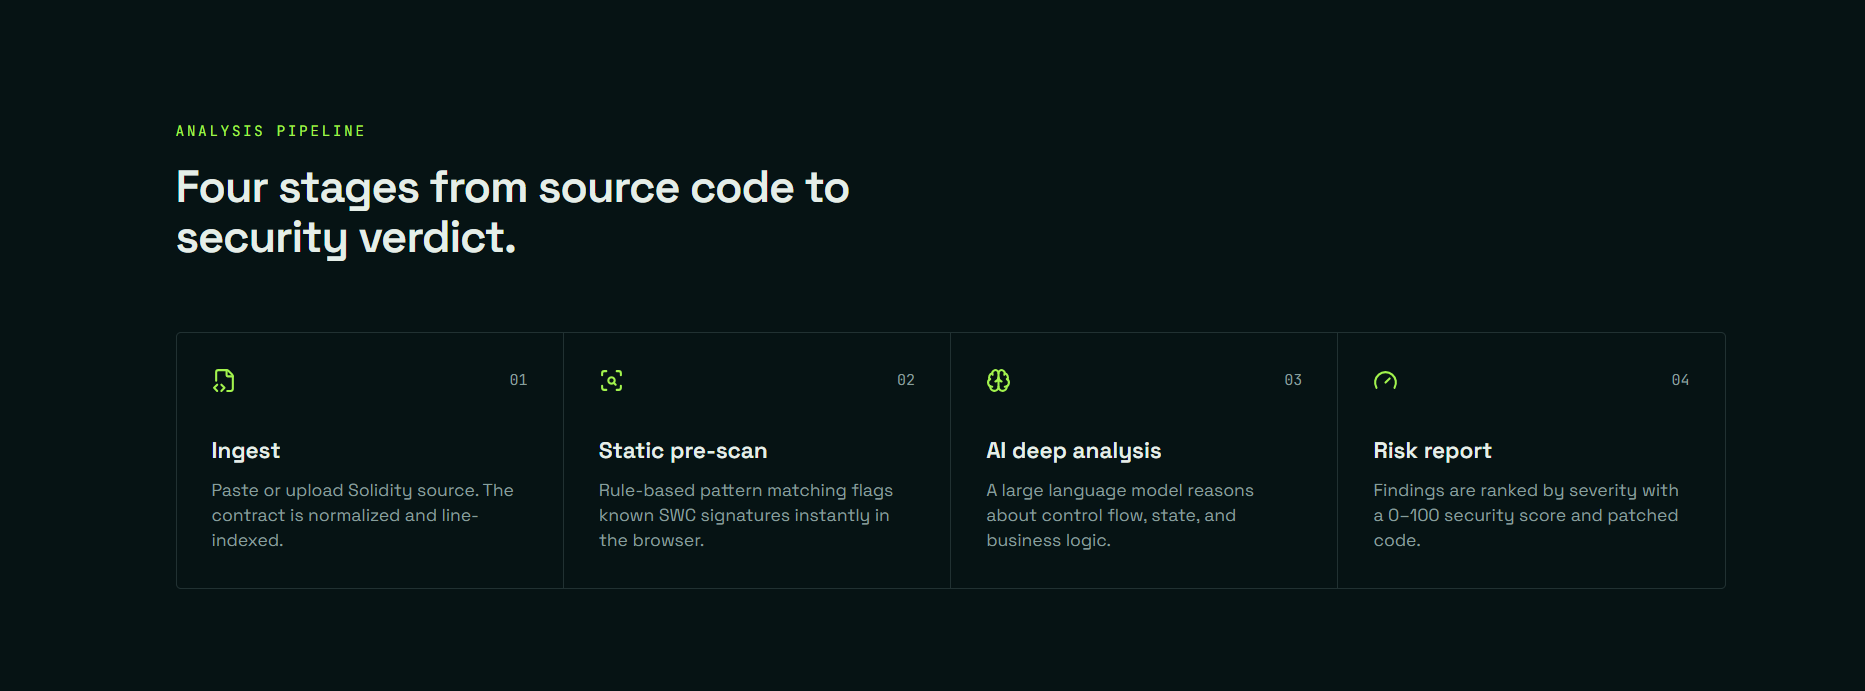 ANALYSIS PIPELINE
Four stages from source code to
security verdict.
01
Ingest
Paste or upload Solidity source. The
contract is normalized and line-
indexed.
02
Static pre-scan
Rule-based pattern matching flags
known SWC signatures instantly in
the browser.
03
AI deep analysis
A large language model reasons
about control flow, state, and
business logic.
04
Risk report
Findings are ranked by severity with
a 0–100 security score and patched
code.